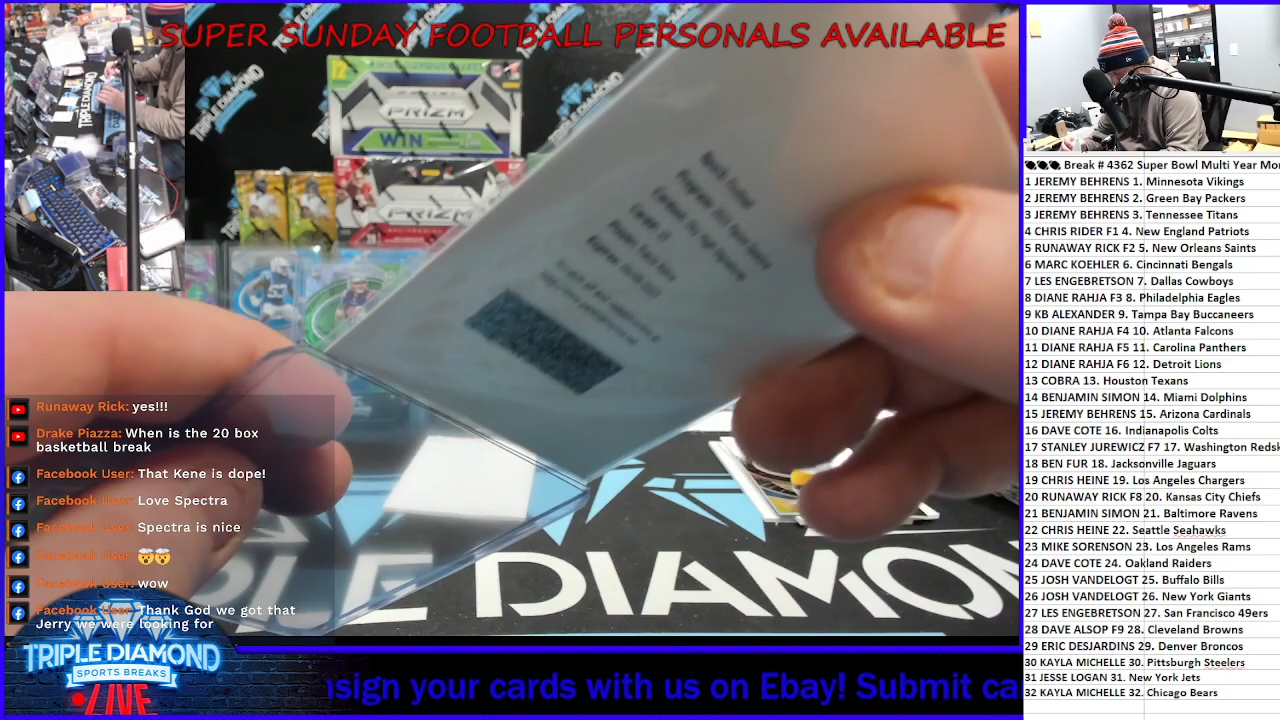 SUPER SUNDAY FOOTBALL PERSONALS AVAILABLE
TRIPLE DIAMOND
PRIZM
WIN
PRIZM
Runaway Rick: yes!!!
Drake Piazza: When is the 20 box
basketball break
Facebook User: That Kene is dope!
Facebook User: Love Spectra
Facebook User: Spectra is nice
Facebook User: 🤯🤯
Facebook User: wow
Facebook User: Thank God we got that
Jerry we were looking for
TRIPLE DIAMOND
SPORTS BREAKS
LIVE
PLE DIAMON
nsign your cards with us on Ebay! Submit ca
Break # 4362 Super Bowl Multi Year Mo
1 JEREMY BEHRENS 1. Minnesota Vikings
2 JEREMY BEHRENS 2. Green Bay Packers
3 JEREMY BEHRENS 3. Tennessee Titans
4 CHRIS RIDER F1 4. New England Patriots
5 RUNAWAY RICK F2 5. New Orleans Saints
6 MARC KOEHLER 6. Cincinnati Bengals
7 LES ENGEBRETSON 7. Dallas Cowboys
8 DIANE RAHJA F3 8. Philadelphia Eagles
9 KB ALEXANDER 9. Tampa Bay Buccaneers
10 DIANE RAHJA F4 10. Atlanta Falcons
11 DIANE RAHJA F5 11. Carolina Panthers
12 DIANE RAHJA F6 12. Detroit Lions
13 COBRA 13. Houston Texans
14 BENJAMIN SIMON 14. Miami Dolphins
15 JEREMY BEHRENS 15. Arizona Cardinals
16 DAVE COTE 16. Indianapolis Colts
17 STANLEY JUREWICZ F7 17. Washington Redsk
18 BEN FUR 18. Jacksonville Jaguars
19 CHRIS HEINE 19. Los Angeles Chargers
20 RUNAWAY RICK F8 20. Kansas City Chiefs
21 BENJAMIN SIMON 21. Baltimore Ravens
22 CHRIS HEINE 22. Seattle Seahawks
23 MIKE SORENSON 23. Los Angeles Rams
24 DAVE COTE 24. Oakland Raiders
25 JOSH VANDELOGT 25. Buffalo Bills
26 JOSH VANDELOGT 26. New York Giants
27 LES ENGEBRETSON 27. San Francisco 49ers
28 DAVE ALSOP F9 28. Cleveland Browns
29 BLAKE BLASER F10 29. Denver Broncos
30 KAYLA MICHELLE 30. Pittsburgh Steelers
31 JESSE LOGAN 31. New York Jets
32 KAYLA MICHELLE 32. Chicago Bears